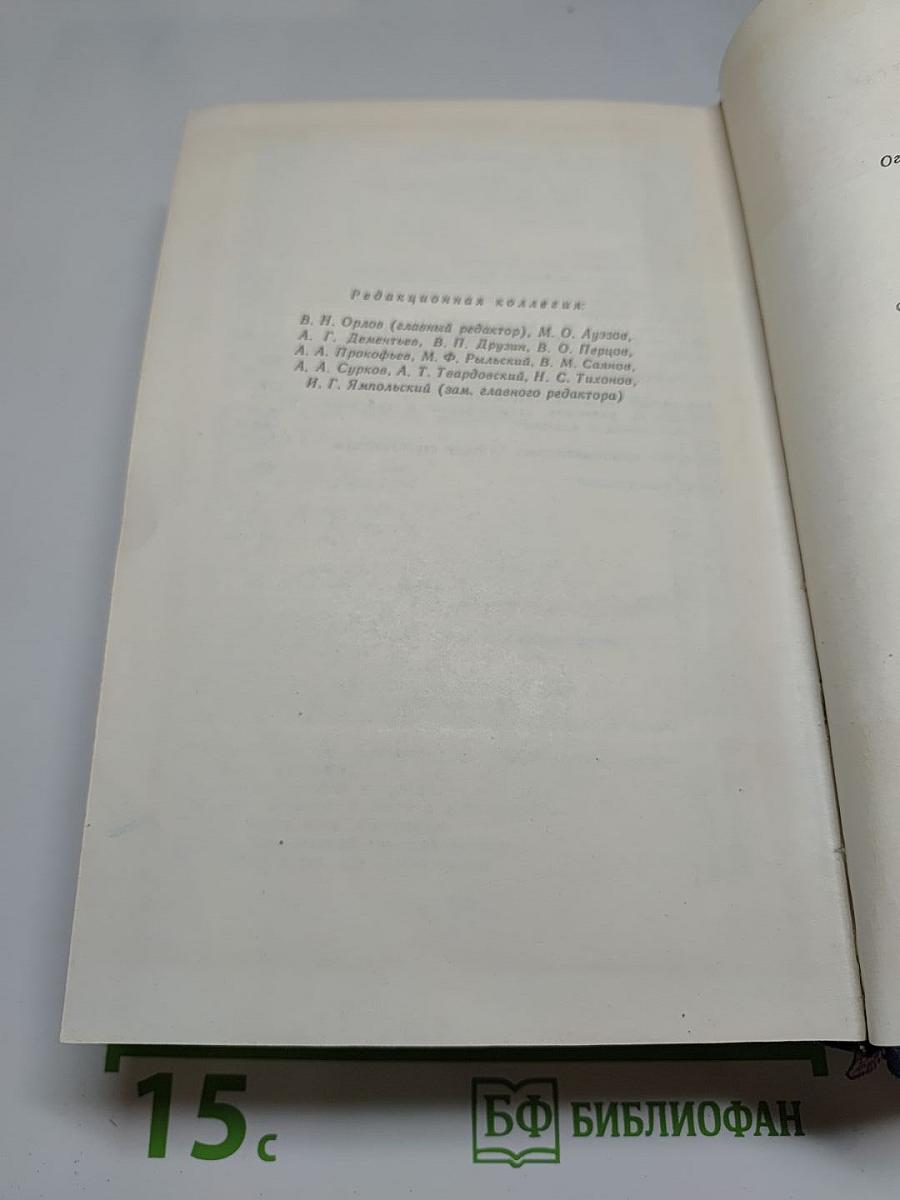 Редакционная коллегия:
В. Н. Орлов (главный редактор), М. О. Ауэзов,
А. Г. Дементьев, В. П. Друзин, В. О. Перцов,
А. А. Прокофьев, М. Ф. Рыльский, В. М. Саянов,
А. А. Сурков, А. Т. Твардовский, Н. С. Тихонов,
И. Г. Ямпольский (зам. главного редактора)
15 с
БФ БИБЛИОФАН